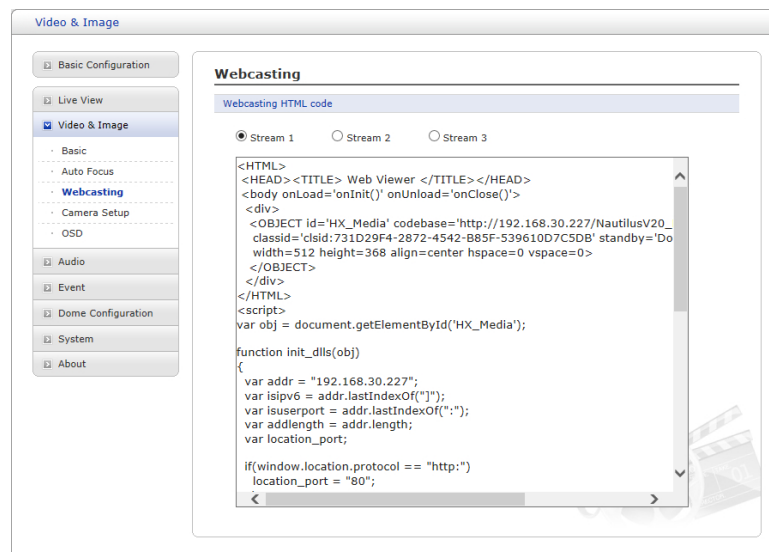 Video & Image
Basic Configuration
Live View
Video & Image
Basic
Auto Focus
Webcasting
Camera Setup
OSD
Audio
Event
Dome Configuration
System
About
Webcasting
Webcasting HTML code
Stream 1 Stream 2 Stream 3
<HTML>
<HEAD><TITLE> Web Viewer </TITLE></HEAD>
<body onLoad='onInit()' onUnload='onClose()'>
<div>
<OBJECT id='HX_Media' codebase='http://192.168.30.227/NautilusV20_
classid='clsid:731D29F4-2872-4542-B85F-539610D7C5DB' standby='Do
width=512 height=368 align=center hspace=0 vspace=0>
</OBJECT>
</div>
</HTML>
<script>
var obj = document.getElementById('HX_Media');
function init_dlls(obj)
{
var addr = "192.168.30.227";
var isipv6 = addr.lastIndexOf("]");
var isuserport = addr.lastIndexOf(":");
var addlength = addr.length;
var location_port;
if(window.location.protocol == "http:")
location_port = "80";